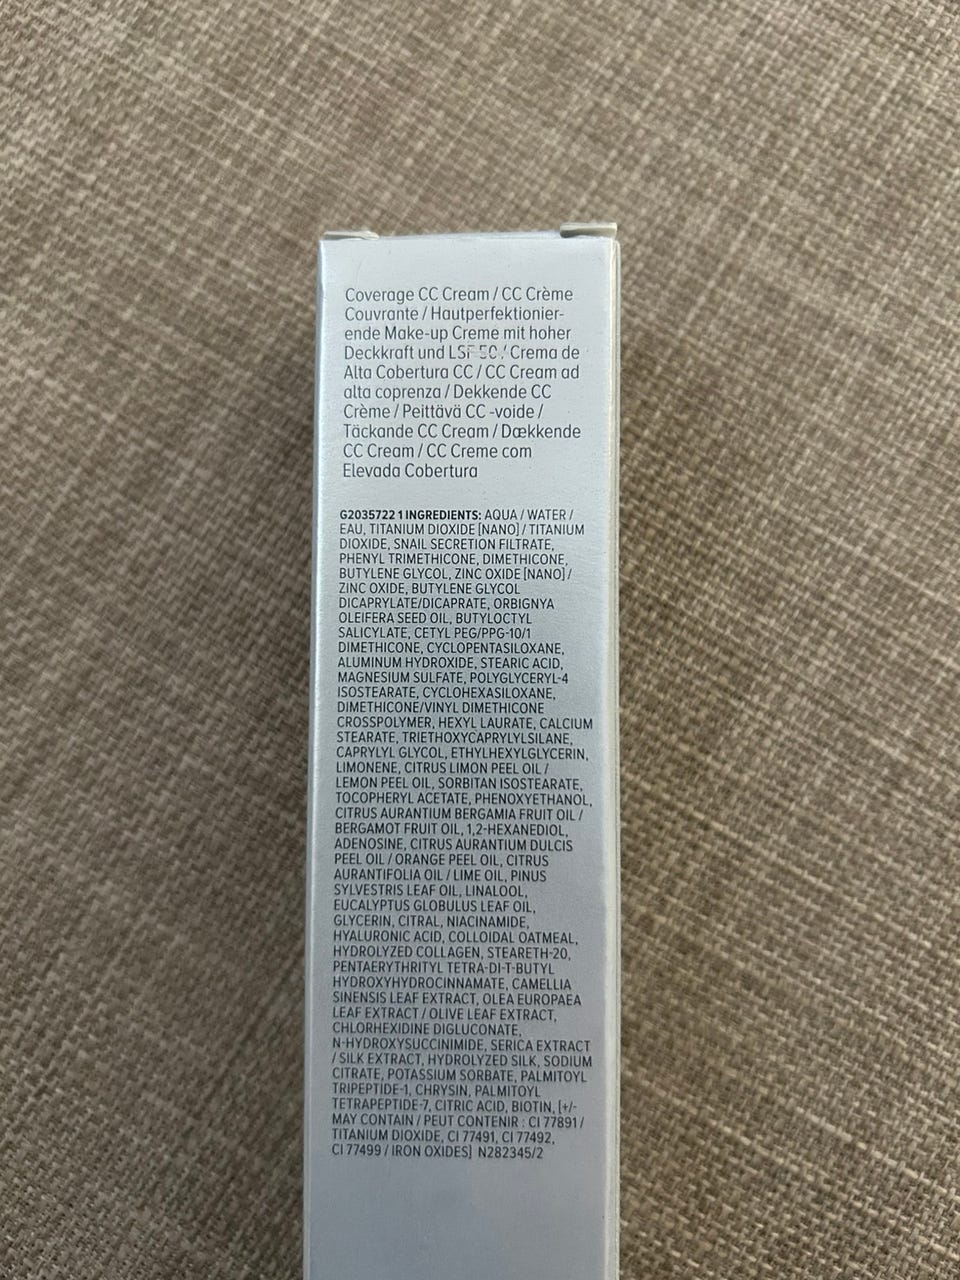 Coverage CC Cream / CC Crème
Couvrante / Hautperfektionier-
ende Make-up Creme mit hoher
Deckkraft und LSF 50 / Crema de
Alta Cobertura CC / CC Cream ad
alta coprenza / Dekkende CC
Crème / Peittävä CC -voide /
Täckande CC Cream / Dækkende
CC Cream / CC Creme com
Elevada Cobertura
G2035722 1 INGREDIENTS: AQUA / WATER /
EAU, TITANIUM DIOXIDE [NANO] / TITANIUM
DIOXIDE, SNAIL SECRETION FILTRATE,
PHENYL TRIMETHICONE, DIMETHICONE,
BUTYLENE GLYCOL, ZINC OXIDE [NANO] /
ZINC OXIDE, BUTYLENE GLYCOL
DICAPRYLATE/DICAPRATE, ORBIGNYA
OLEIFERA SEED OIL, BUTYLOCTYL
SALICYLATE, CETYL PEG/PPG-10/1
DIMETHICONE, CYCLOPENTASILOXANE,
ALUMINUM HYDROXIDE, STEARIC ACID,
MAGNESIUM SULFATE, POLYGLYCERYL-4
ISOSTEARATE, CYCLOHEXASILOXANE,
DIMETHICONE/VINYL DIMETHICONE
CROSSPOLYMER, HEXYL LAURATE, CALCIUM
STEARATE, TRIETHOXYCAPRYLYLSILANE,
CAPRYLYL GLYCOL, ETHYLHEXYLGLYCERIN,
LIMONENE, CITRUS LIMON PEEL OIL /
LEMON PEEL OIL, SORBITAN ISOSTEARATE,
TOCOPHERYL ACETATE, PHENOXYETHANOL,
CITRUS AURANTIUM BERGAMIA FRUIT OIL /
BERGAMOT FRUIT OIL, 1,2-HEXANEDIOL,
ADENOSINE, CITRUS AURANTIUM DULCIS
PEEL OIL / ORANGE PEEL OIL, CITRUS
AURANTIFOLIA OIL / LIME OIL, PINUS
SYLVESTRIS LEAF OIL, LINALOOL,
EUCALYPTUS GLOBULUS LEAF OIL,
GLYCERIN, CITRAL, NIACINAMIDE,
HYALURONIC ACID, COLLOIDAL OATMEAL,
HYDROLYZED COLLAGEN, STEARETH-20,
PENTAERYTHRITYL TETRA-DI-T-BUTYL
HYDROXYHYDROCINNAMATE, CAMELLIA
SINENSIS LEAF EXTRACT, OLEA EUROPAEA
LEAF EXTRACT / OLIVE LEAF EXTRACT,
CHLORHEXIDINE DIGLUCONATE,
N-HYDROXYSUCCINIMIDE, SERICA EXTRACT
/ SILK EXTRACT, HYDROLYZED SILK, SODIUM
CITRATE, POTASSIUM SORBATE, PALMITOYL
TRIPEPTIDE-1, CHRYSIN, PALMITOYL
TETRAPEPTIDE-7, CITRIC ACID, BIOTIN, [+/-
MAY CONTAIN / PEUT CONTENIR : CI 77891 /
TITANIUM DIOXIDE, CI 77491, CI 77492,
CI 77499 / IRON OXIDES] N282345/2